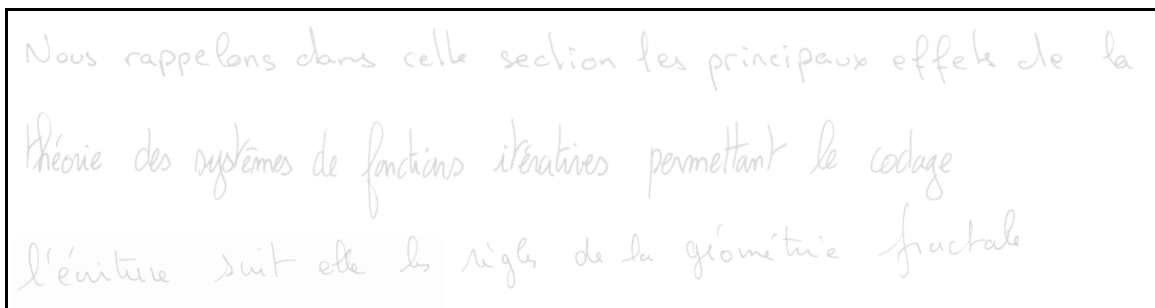 Nous rappelons dans cette section les principaux effets de la
théorie des systèmes de fonctions itératives permettant le codage
l'écriture suit elle les règles de la géométrie fractale